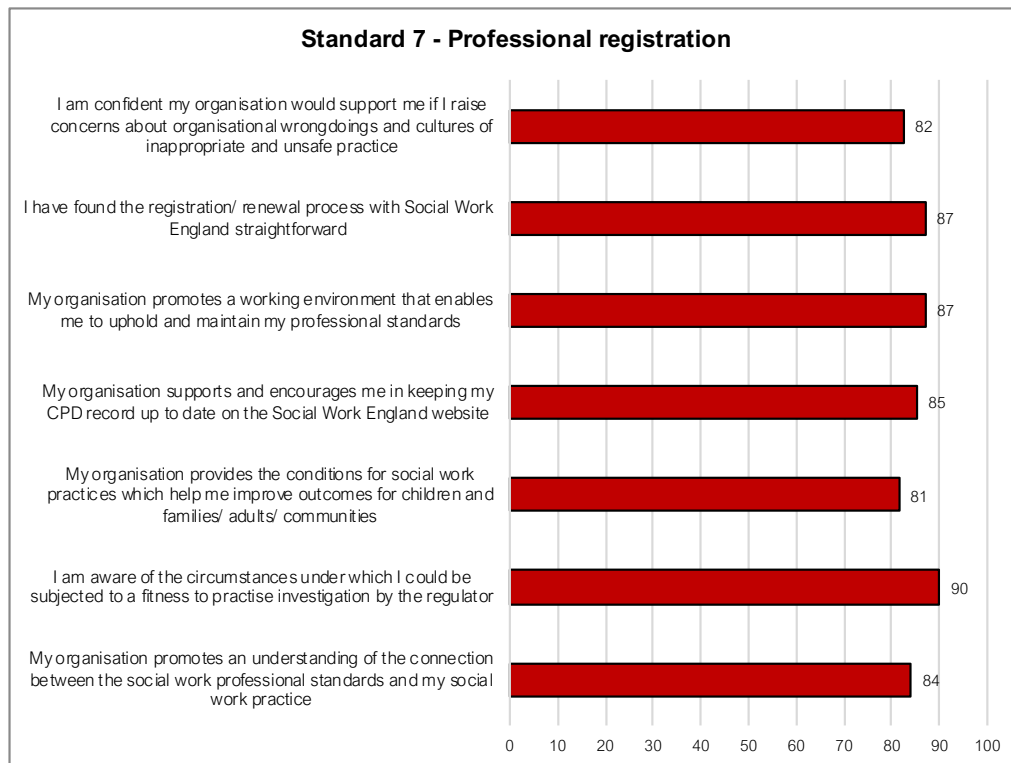 Standard 7 - Professional registration
I am confident my organisation would support me if I raise
concerns about organisational wrongdoings and cultures of
inappropriate and unsafe practice
82
I have found the registration/ renewal process with Social Work
England straightforward
87
My organisation promotes a working environment that enables
me to uphold and maintain my professional standards
87
My organisation supports and encourages me in keeping my
CPD record up to date on the Social Work England website
85
My organisation provides the conditions for social work
practices which help me improve outcomes for children and
families/ adults/ communities
81
I am aware of the circumstances under which I could be
subjected to a fitness to practise investigation by the regulator
90
My organisation promotes an understanding of the connection
between the social work professional standards and my social
work practice
84
0 10 20 30 40 50 60 70 80 90 100